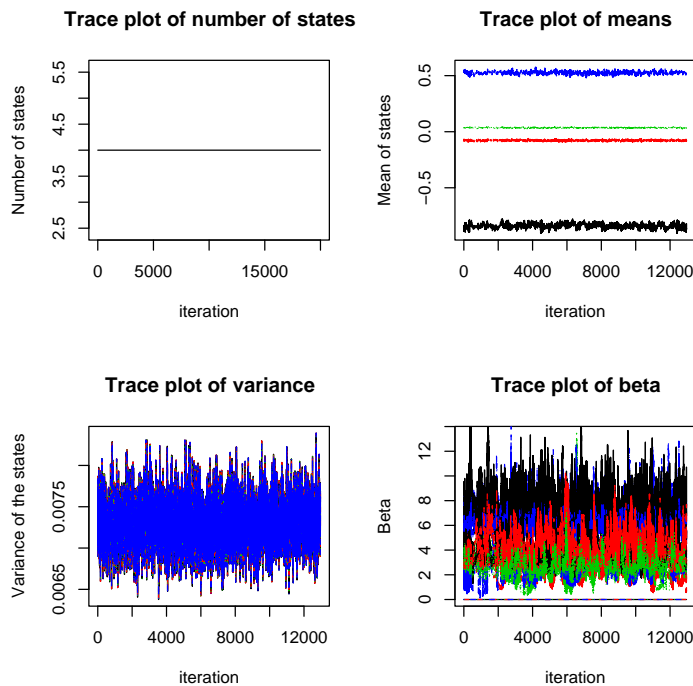 Trace plot of number of states
Number of states
2.5 3.5 4.5 5.5
0 5000 15000
iteration
Trace plot of means
Mean of states
−0.5 0.0 0.5
0 4000 8000 12000
iteration
Trace plot of variance
Variance of the states
0.0065 0.0075
0 4000 8000 12000
iteration
Trace plot of beta
Beta
0 2 4 6 8 12
0 4000 8000 12000
iteration